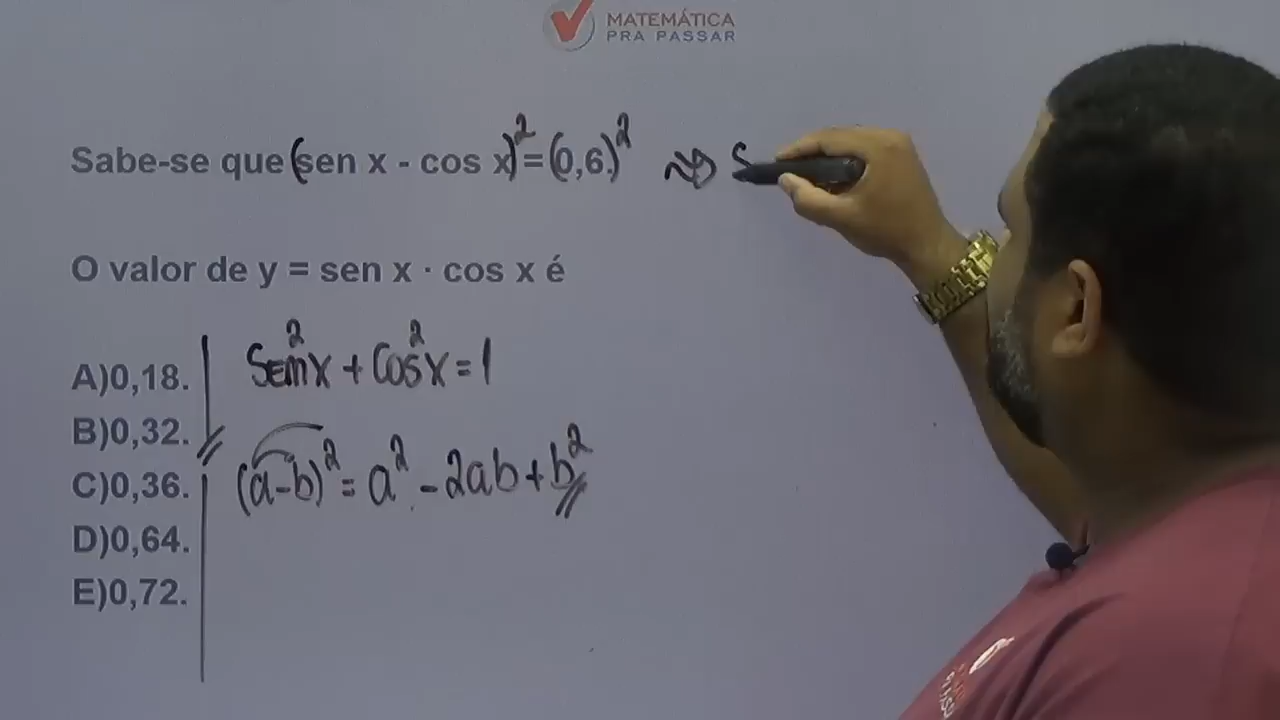 MATEMÁTICA
PRA PASSAR
Sabe-se que (sen x - cos x)² = (0,6.)² ⇝ S
O valor de y = sen x · cos x é
A)0,18.
B)0,32.
C)0,36.
D)0,64.
E)0,72.
Sen²x + Cos²x = 1
(a-b)² = a² - 2ab + b²